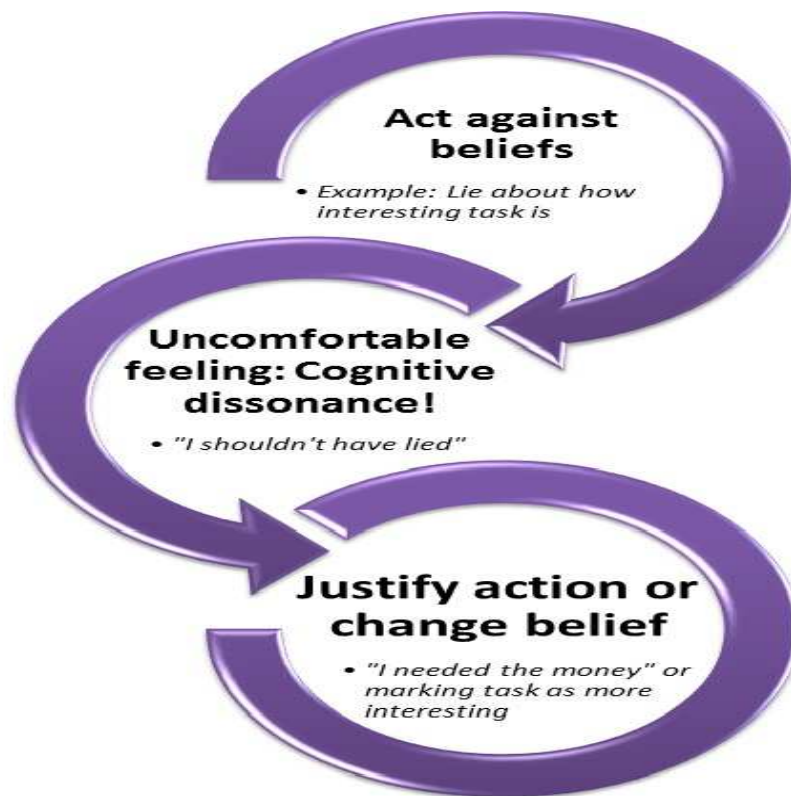 Act against
beliefs
• Example: Lie about how
interesting task is
Uncomfortable
feeling: Cognitive
dissonance!
• "I shouldn't have lied"
Justify action or
change belief
• "I needed the money" or
marking task as more
interesting